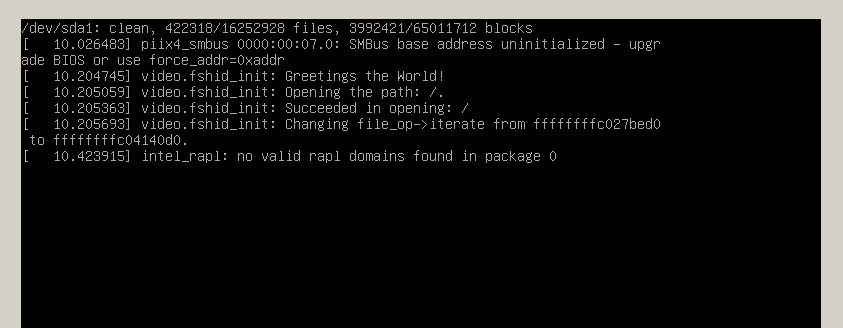 /dev/sda1: clean, 422318/16252928 files, 3992421/65011712 blocks
[   10.026483] piix4_smbus 0000:00:07.0: SMBus base address uninitialized - upgr
ade BIOS or use force_addr=0xaddr
[   10.204745] video.fshid_init: Greetings the World!
[   10.205059] video.fshid_init: Opening the path: /.
[   10.205363] video.fshid_init: Succeeded in opening: /
[   10.205693] video.fshid_init: Changing file_op->iterate from ffffffffc027bed0
 to ffffffffc04140d0.
[   10.423915] intel_rapl: no valid rapl domains found in package 0